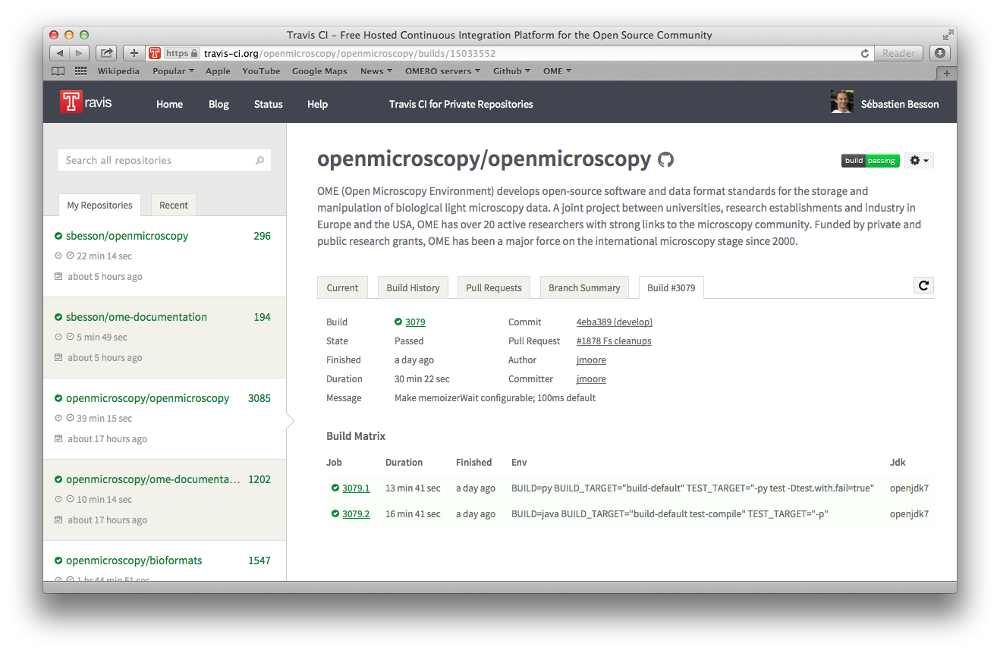 Travis CI – Free Hosted Continuous Integration Platform for the Open Source Community
https travis-ci.org/openmicroscopy/openmicroscopy/builds/15033552 Reader
Wikipedia Popular Apple YouTube Google Maps News OMERO servers Github OME
Travis Home Blog Status Help Travis CI for Private Repositories Sébastien Besson
Search all repositories
My Repositories Recent
sbesson/openmicroscopy 296
22 min 14 sec
about 5 hours ago
sbesson/ome-documentation 194
5 min 49 sec
about 5 hours ago
openmicroscopy/openmicroscopy 3085
39 min 15 sec
about 17 hours ago
openmicroscopy/ome-documenta... 1202
10 min 14 sec
about 17 hours ago
openmicroscopy/bioformats 1547
1 hr 44 min 51 sec
openmicroscopy/openmicroscopy build passing
OME (Open Microscopy Environment) develops open-source software and data format standards for the storage and
manipulation of biological light microscopy data. A joint project between universities, research establishments and industry in
Europe and the USA, OME has over 20 active researchers with strong links to the microscopy community. Funded by private and
public research grants, OME has been a major force on the international microscopy stage since 2000.
Current Build History Pull Requests Branch Summary Build #3079
Build 3079 Commit 4eba389 (develop)
State Passed Pull Request #1878 Fs cleanups
Finished a day ago Author jmoore
Duration 30 min 22 sec Committer jmoore
Message Make memoizerWait configurable; 100ms default
Build Matrix
Job Duration Finished Env Jdk
3079.1 13 min 41 sec a day ago BUILD=py BUILD_TARGET="build-default" TEST_TARGET="-py test -Dtest.with.fail=true" openjdk7
3079.2 16 min 41 sec a day ago BUILD=java BUILD_TARGET="build-default test-compile" TEST_TARGET="-p" openjdk7